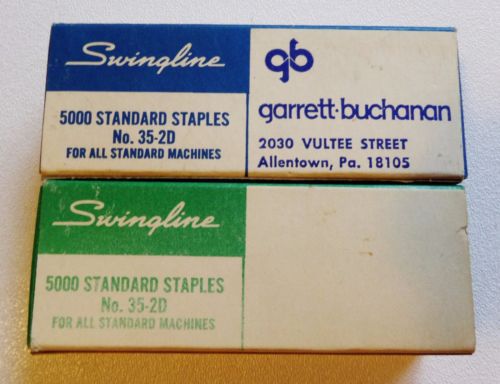 Swingline
5000 STANDARD STAPLES
No. 35-2D
FOR ALL STANDARD MACHINES
gb
garrett·buchanan
2030 VULTEE STREET
Allentown, Pa. 18105
Swingline
5000 STANDARD STAPLES
No. 35-2D
FOR ALL STANDARD MACHINES